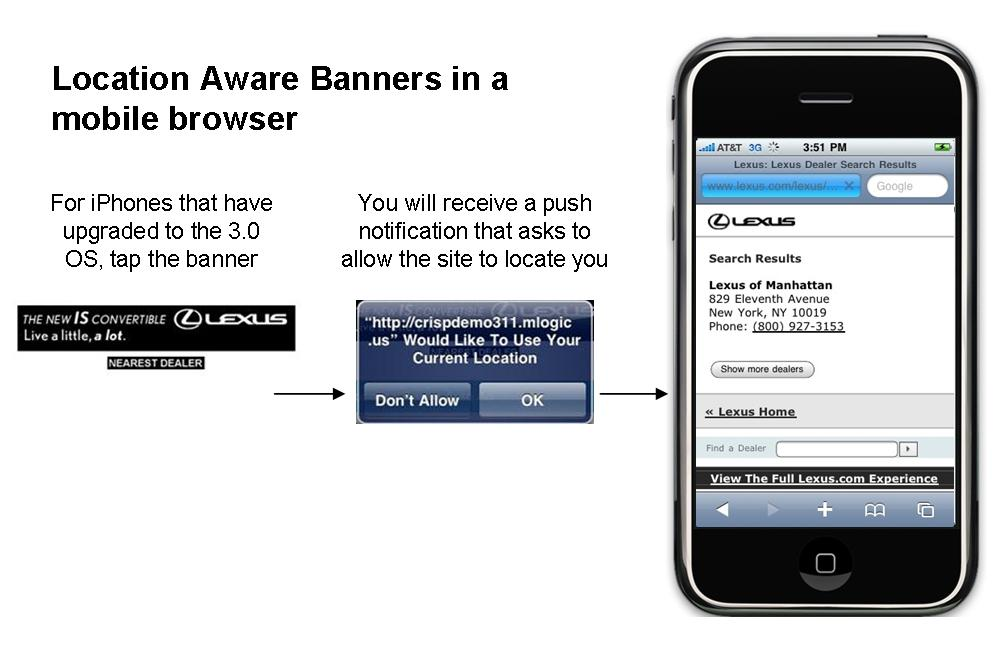 Location Aware Banners in a
mobile browser
For iPhones that have
upgraded to the 3.0
OS, tap the banner
THE NEW IS CONVERTIBLE LEXUS
Live a little, a lot.
NEAREST DEALER
You will receive a push
notification that asks to
allow the site to locate you
"http://crispdemo311.mlogic
.us" Would Like To Use Your
Current Location
Don't Allow OK
AT&T 3G 3:51 PM
Lexus: Lexus Dealer Search Results
www.lexus.com/lexus/... Google
LEXUS
Search Results
Lexus of Manhattan
829 Eleventh Avenue
New York, NY 10019
Phone: (800) 927-3153
Show more dealers
« Lexus Home
Find a Dealer
View The Full Lexus.com Experience